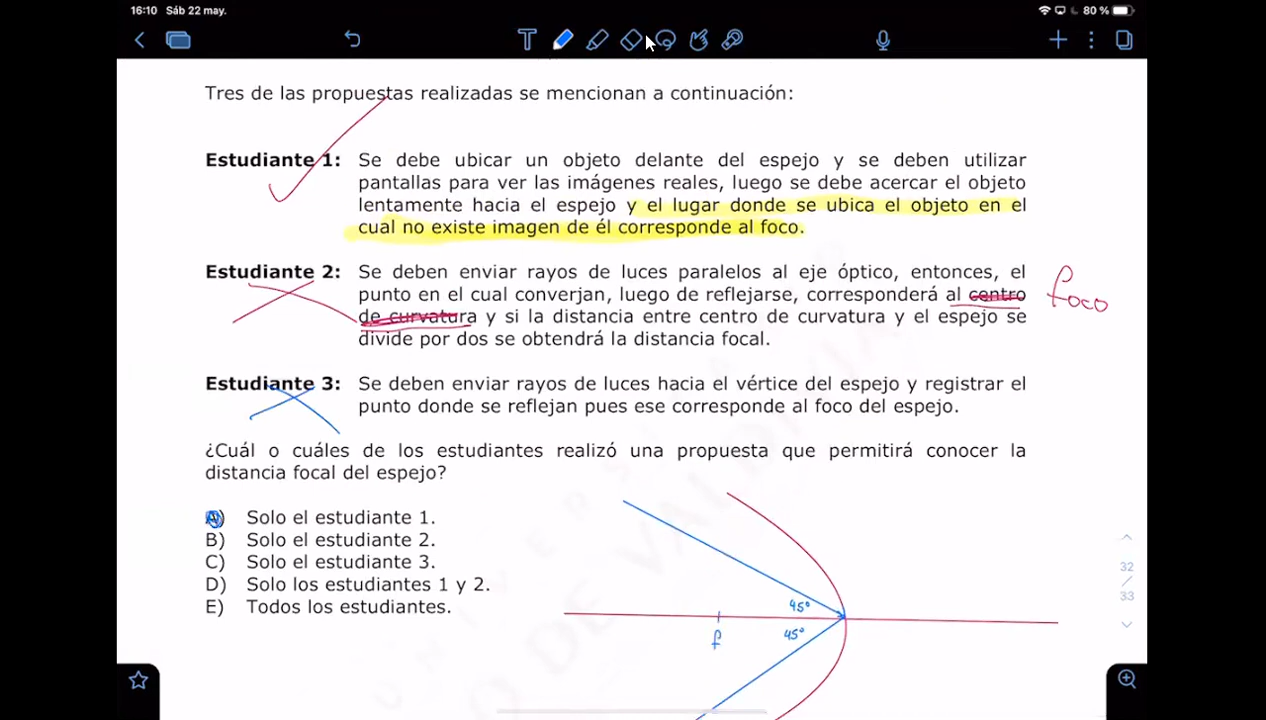 16:10 Sáb 22 may.
80 %
Tres de las propuestas realizadas se mencionan a continuación:
Estudiante 1: Se debe ubicar un objeto delante del espejo y se deben utilizar
pantallas para ver las imágenes reales, luego se debe acercar el objeto
lentamente hacia el espejo y el lugar donde se ubica el objeto en el
cual no existe imagen de él corresponde al foco.
Estudiante 2: Se deben enviar rayos de luces paralelos al eje óptico, entonces, el
punto en el cual converjan, luego de reflejarse, corresponderá al centro
foco
de curvatura y si la distancia entre centro de curvatura y el espejo se
divide por dos se obtendrá la distancia focal.
Estudiante 3: Se deben enviar rayos de luces hacia el vértice del espejo y registrar el
punto donde se reflejan pues ese corresponde al foco del espejo.
¿Cuál o cuáles de los estudiantes realizó una propuesta que permitirá conocer la
distancia focal del espejo?
A) Solo el estudiante 1.
B) Solo el estudiante 2.
C) Solo el estudiante 3.
D) Solo los estudiantes 1 y 2.
E) Todos los estudiantes.
45°
45°
f
32
/
33